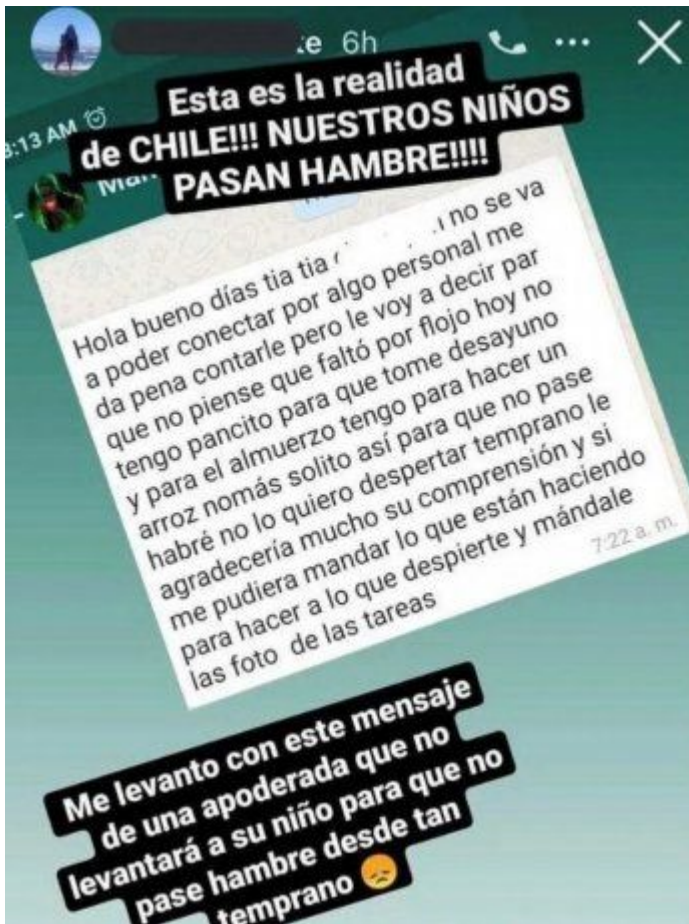 6h
Esta es la realidad
de CHILE!!! NUESTROS NIÑOS
PASAN HAMBRE!!!!
:13 AM
Hola bueno días tia tia
no se va
a poder conectar por algo personal me
da pena contarle pero le voy a decir par
que no piense que faltó por flojo hoy no
tengo pancito para que tome desayuno
y para el almuerzo tengo para hacer un
arroz nomás solito así para que no pase
habré no lo quiero despertar temprano le
agradecería mucho su comprensión y si
me pudiera mandar lo que están haciendo
para hacer a lo que despierte y mándale
las foto de las tareas
7:22 a. m.
Me levanto con este mensaje
de una apoderada que no
levantará a su niño para que no
pase hambre desde tan
temprano 😞